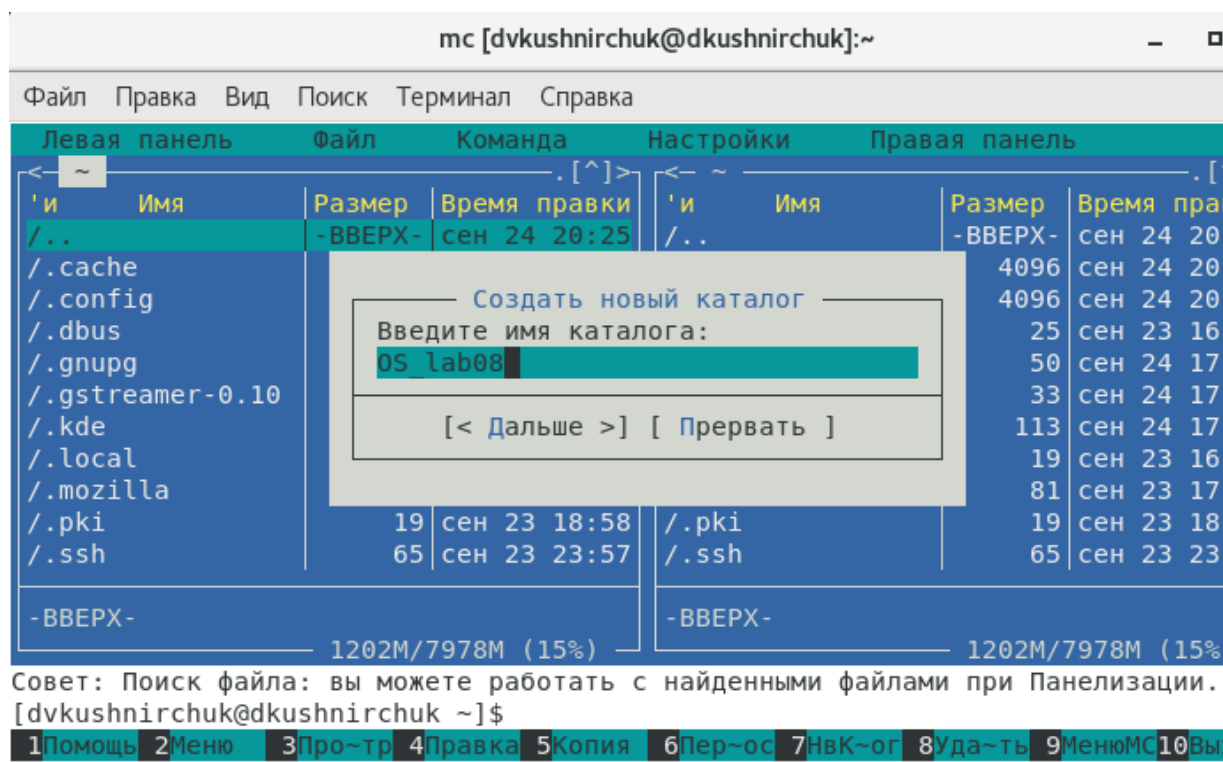 mc [dvkushnirchuk@dkushnirchuk]:~
Файл Правка Вид Поиск Терминал Справка
Левая панель Файл Команда Настройки Правая панель
<─ ~ ─.[^]>─ <─ ~ ─.[
'и Имя Размер Время правки 'и Имя Размер Время пра
/.. -ВВЕРХ- сен 24 20:25 /.. -ВВЕРХ- сен 24 20
/.cache 4096 сен 24 20
/.config Создать новый каталог 4096 сен 24 20
/.dbus Введите имя каталога: 25 сен 23 16
/.gnupg OS_lab08 50 сен 24 17
/.gstreamer-0.10 33 сен 24 17
/.kde [< Дальше >] [ Прервать ] 113 сен 24 17
/.local 19 сен 23 16
/.mozilla 81 сен 23 17
/.pki 19 сен 23 18:58 /.pki 19 сен 23 18
/.ssh 65 сен 23 23:57 /.ssh 65 сен 23 23
-ВВЕРХ- -ВВЕРХ-
1202M/7978M (15%) 1202M/7978M (15%
Совет: Поиск файла: вы можете работать с найденными файлами при Панелизации.
[dvkushnirchuk@dkushnirchuk ~]$
1Помощь 2Меню 3Про~тр 4Правка 5Копия 6Пер~ос 7НвК~ог 8Уда~ть 9МенюMC 10Вы